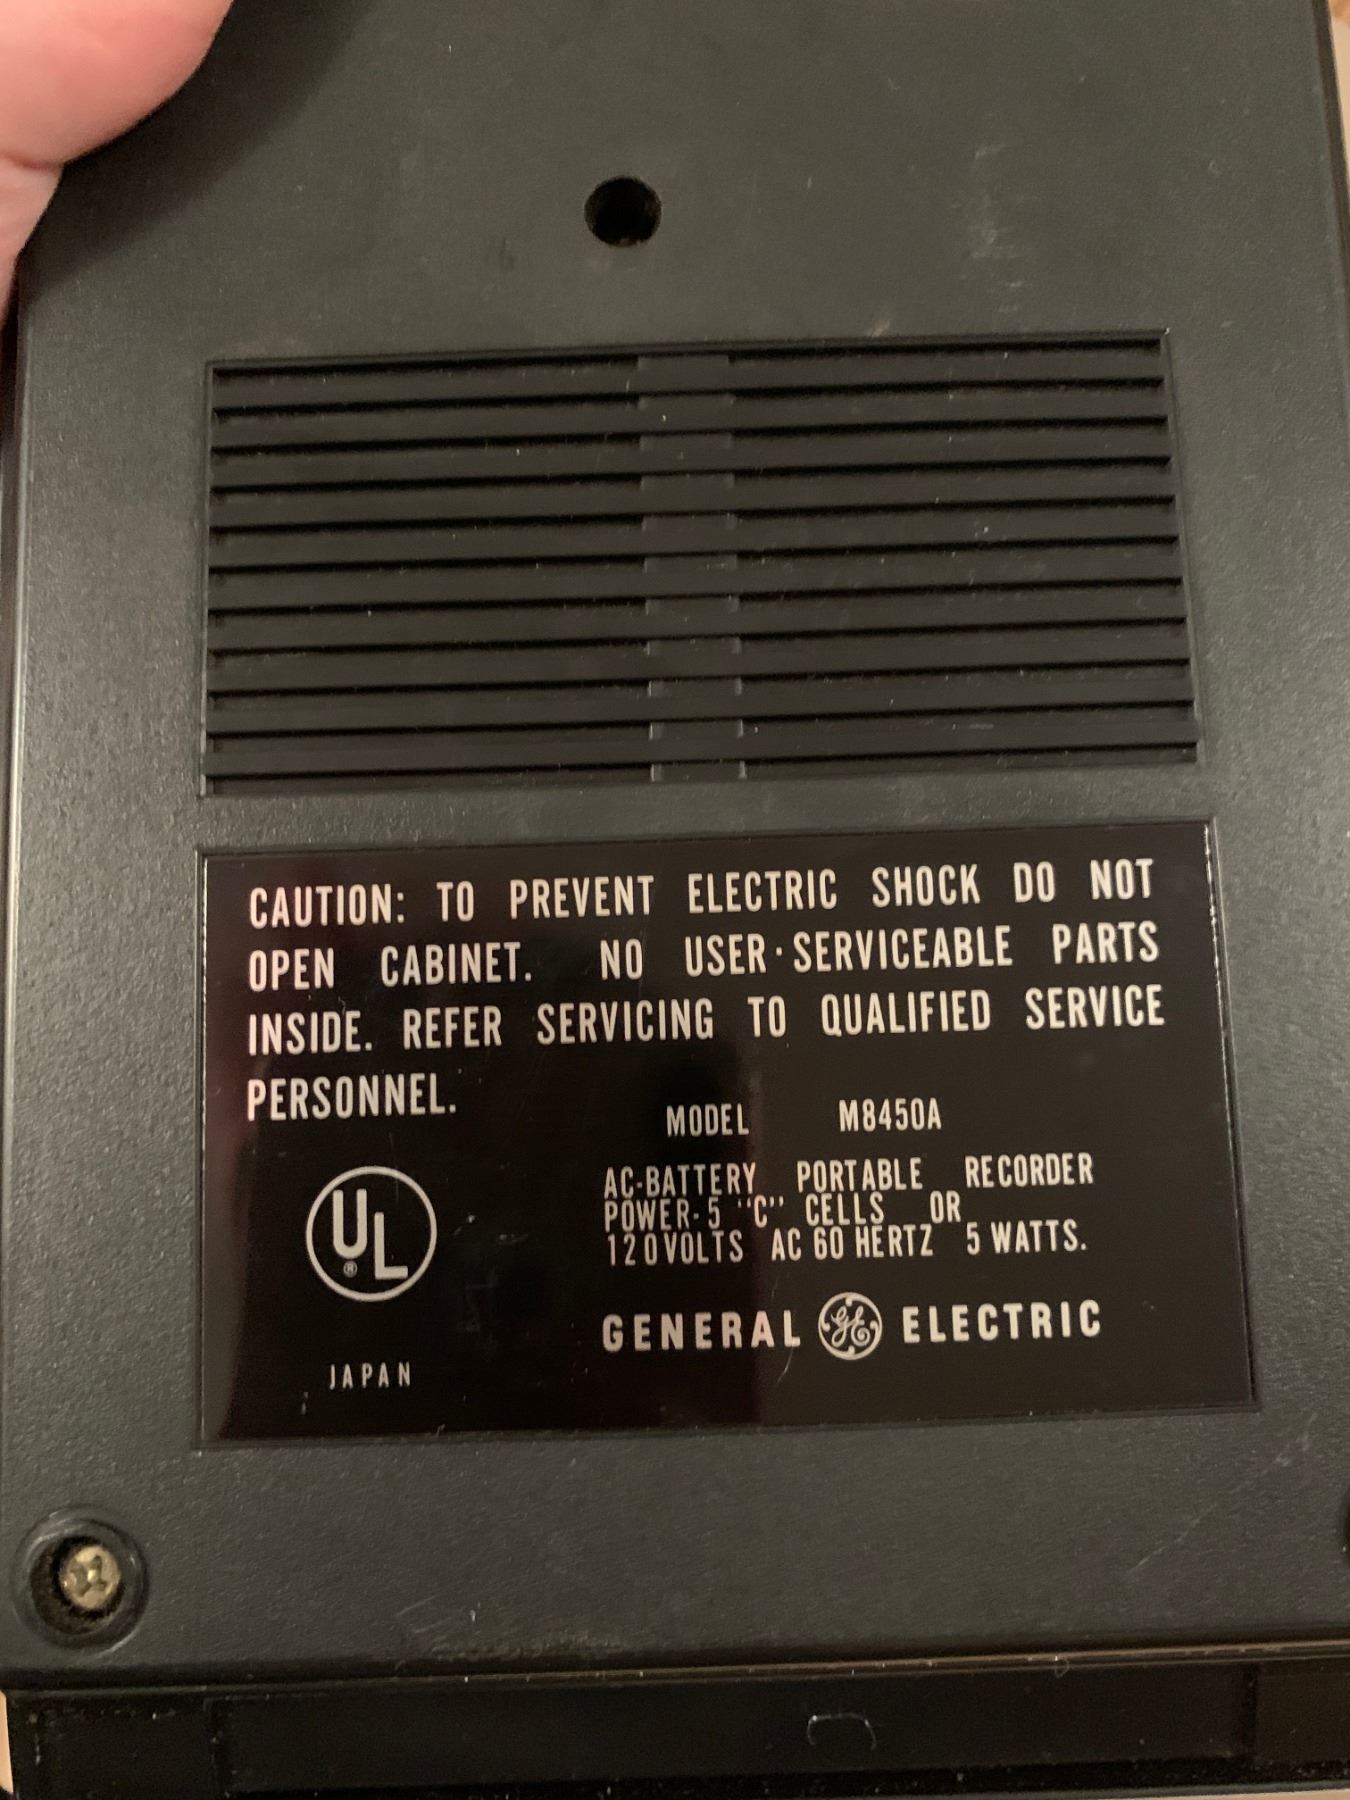 CAUTION: TO PREVENT ELECTRIC SHOCK DO NOT
OPEN CABINET. NO USER·SERVICEABLE PARTS
INSIDE. REFER SERVICING TO QUALIFIED SERVICE
PERSONNEL.
MODEL M8450A
AC-BATTERY PORTABLE RECORDER
POWER-5 "C" CELLS OR
120VOLTS AC 60 HERTZ 5 WATTS.
UL
®
GENERAL GE ELECTRIC
JAPAN